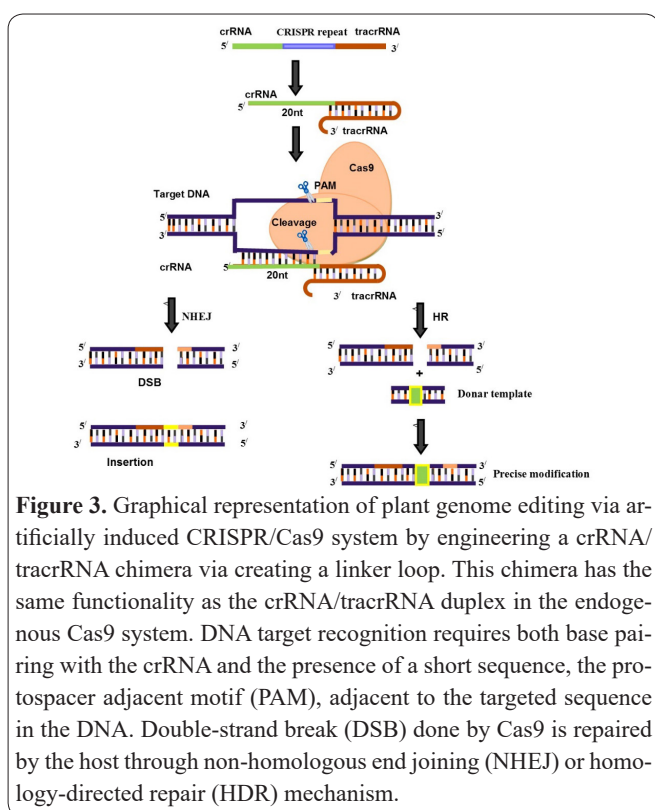 crRNA CRISPR repeat tracrRNA
5/ 3/
crRNA
5/ 20nt
3/ tracrRNA
Cas9
PAM
Target DNA
5/ 3/
Cleavage
3/ 5/
crRNA 5/ 20nt
3/ tracrRNA
NHEJ HR
5/ 3/ 5/ 3/
3/ 5/ 3/ 5/
DSB +
Donar template
5/ 3/
3/ 5/
Insertion
5/ 3/
Precise modification
3/ 5/
Figure 3. Graphical representation of plant genome editing via ar-
tificially induced CRISPR/Cas9 system by engineering a crRNA/
tracrRNA chimera via creating a linker loop. This chimera has the
same functionality as the crRNA/tracrRNA duplex in the endoge-
nous Cas9 system. DNA target recognition requires both base pai-
ring with the crRNA and the presence of a short sequence, the pro-
tospacer adjacent motif (PAM), adjacent to the targeted sequence
in the DNA. Double-strand break (DSB) done by Cas9 is repaired
by the host through non-homologous end joining (NHEJ) or homo-
logy-directed repair (HDR) mechanism.